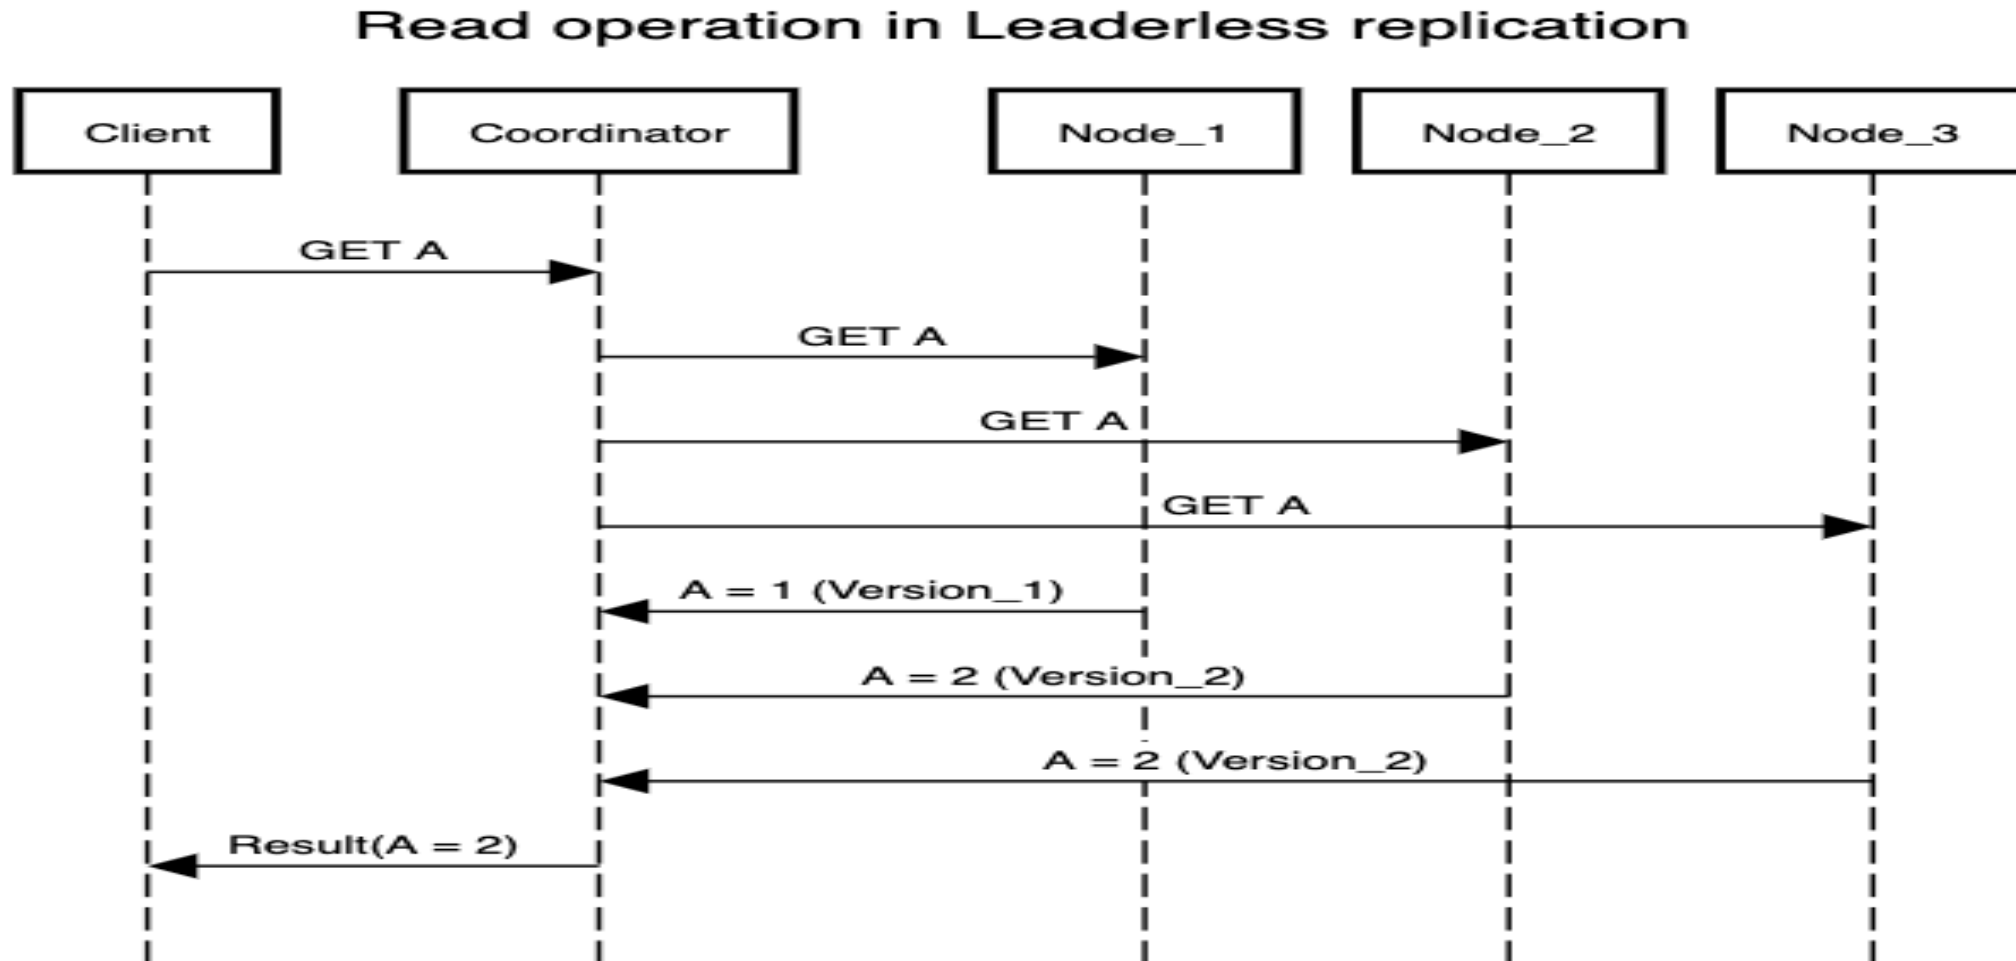 Read operation in Leaderless replication
Client
Coordinator
Node_1
Node_2
Node_3
GET A
GET A
GET A
GET A
A = 1 (Version_1)
A = 2 (Version_2)
A = 2 (Version_2)
Result(A = 2)